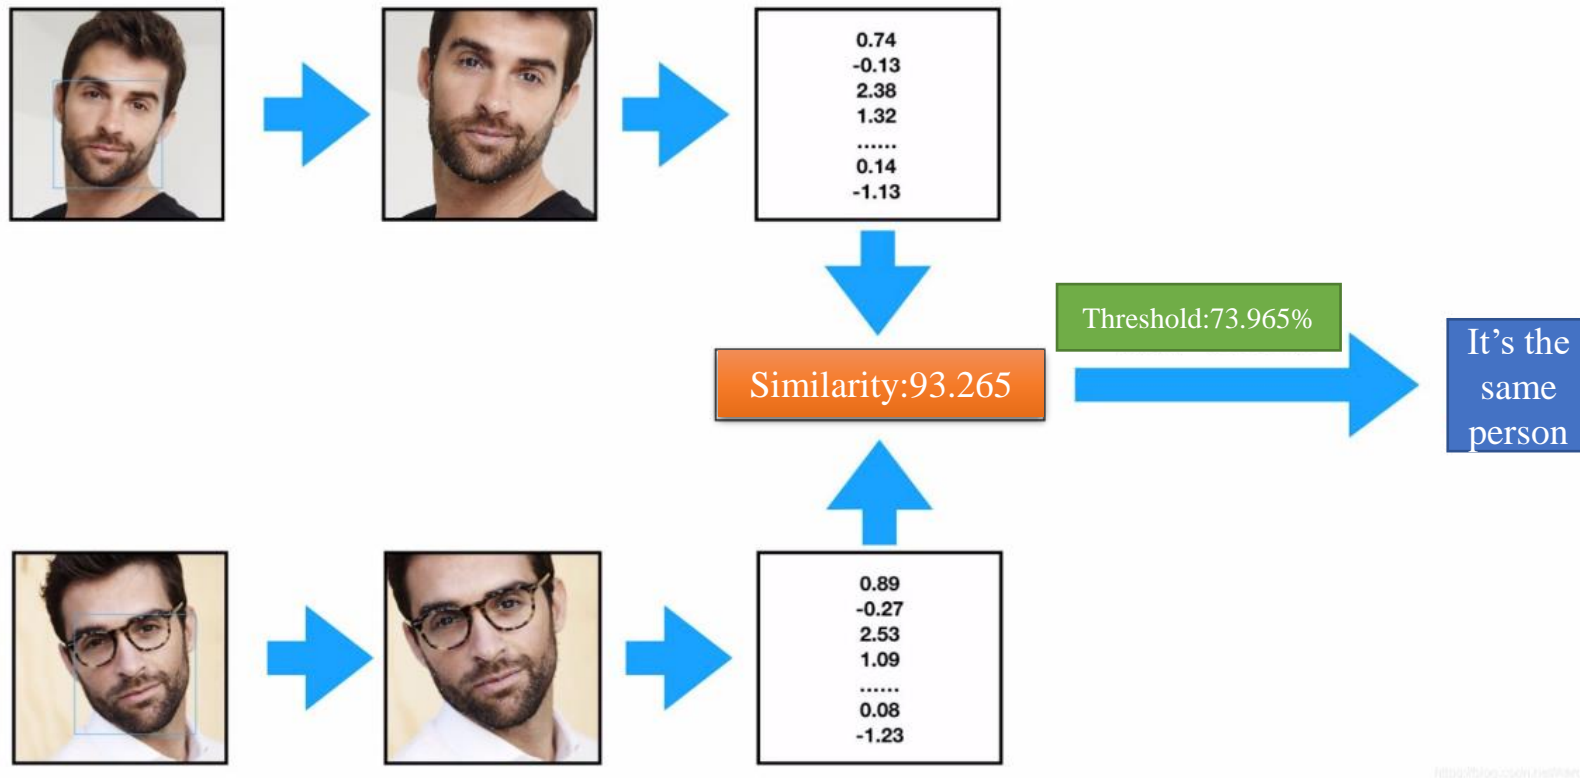 0.74
-0.13
2.38
1.32
......
0.14
-1.13
Threshold:73.965%
Similarity:93.265
It’s the
same
person
0.89
-0.27
2.53
1.09
......
0.08
-1.23